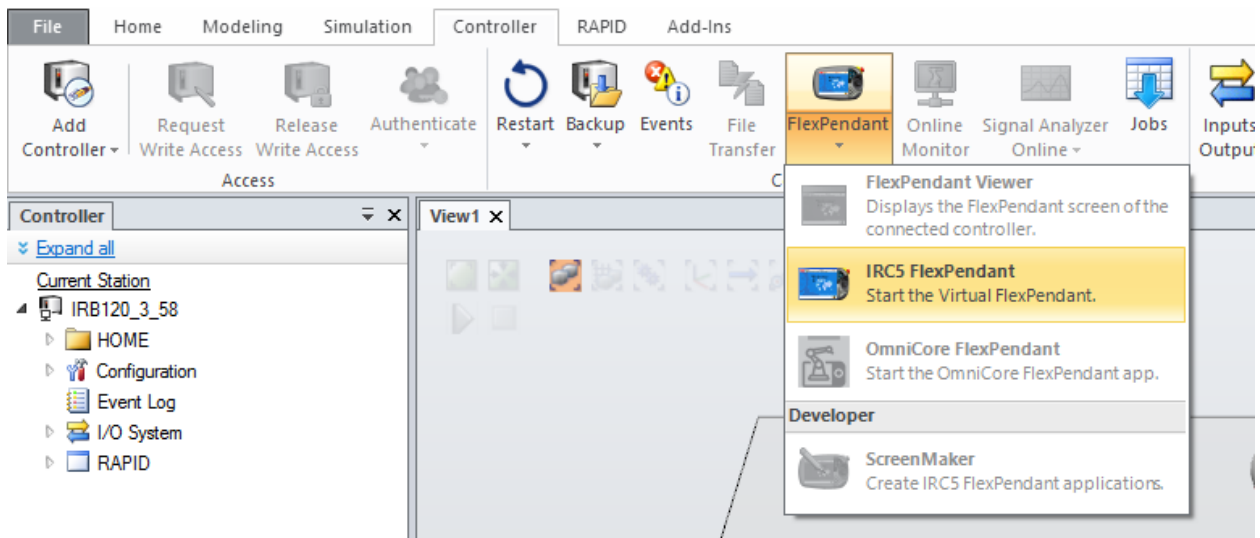 File Home Modeling Simulation Controller RAPID Add-Ins
Add Controller
Request Write Access
Release Write Access
Authenticate
Restart
Backup
Events
File Transfer
FlexPendant
Online Monitor
Signal Analyzer Online
Jobs
Access
Controller
View1
Expand all
Current Station
IRB120_3_58
HOME
Configuration
Event Log
I/O System
RAPID
FlexPendant Viewer
Displays the FlexPendant screen of the
connected controller.
IRC5 FlexPendant
Start the Virtual FlexPendant.
OmniCore FlexPendant
Start the OmniCore FlexPendant app.
Developer
ScreenMaker
Create IRC5 FlexPendant applications.